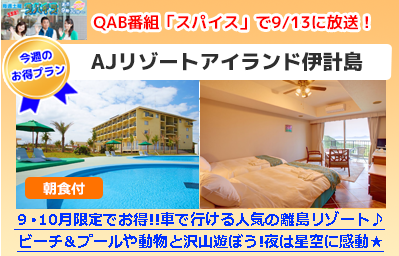 QAB番組「スパイス」で9/13に放送！
今週の
お得プラン
AJリゾートアイランド伊計島
朝食付
９・10月限定でお得!!車で行ける人気の離島リゾート♪
ビーチ＆プールや動物と沢山遊ぼう!夜は星空に感動★